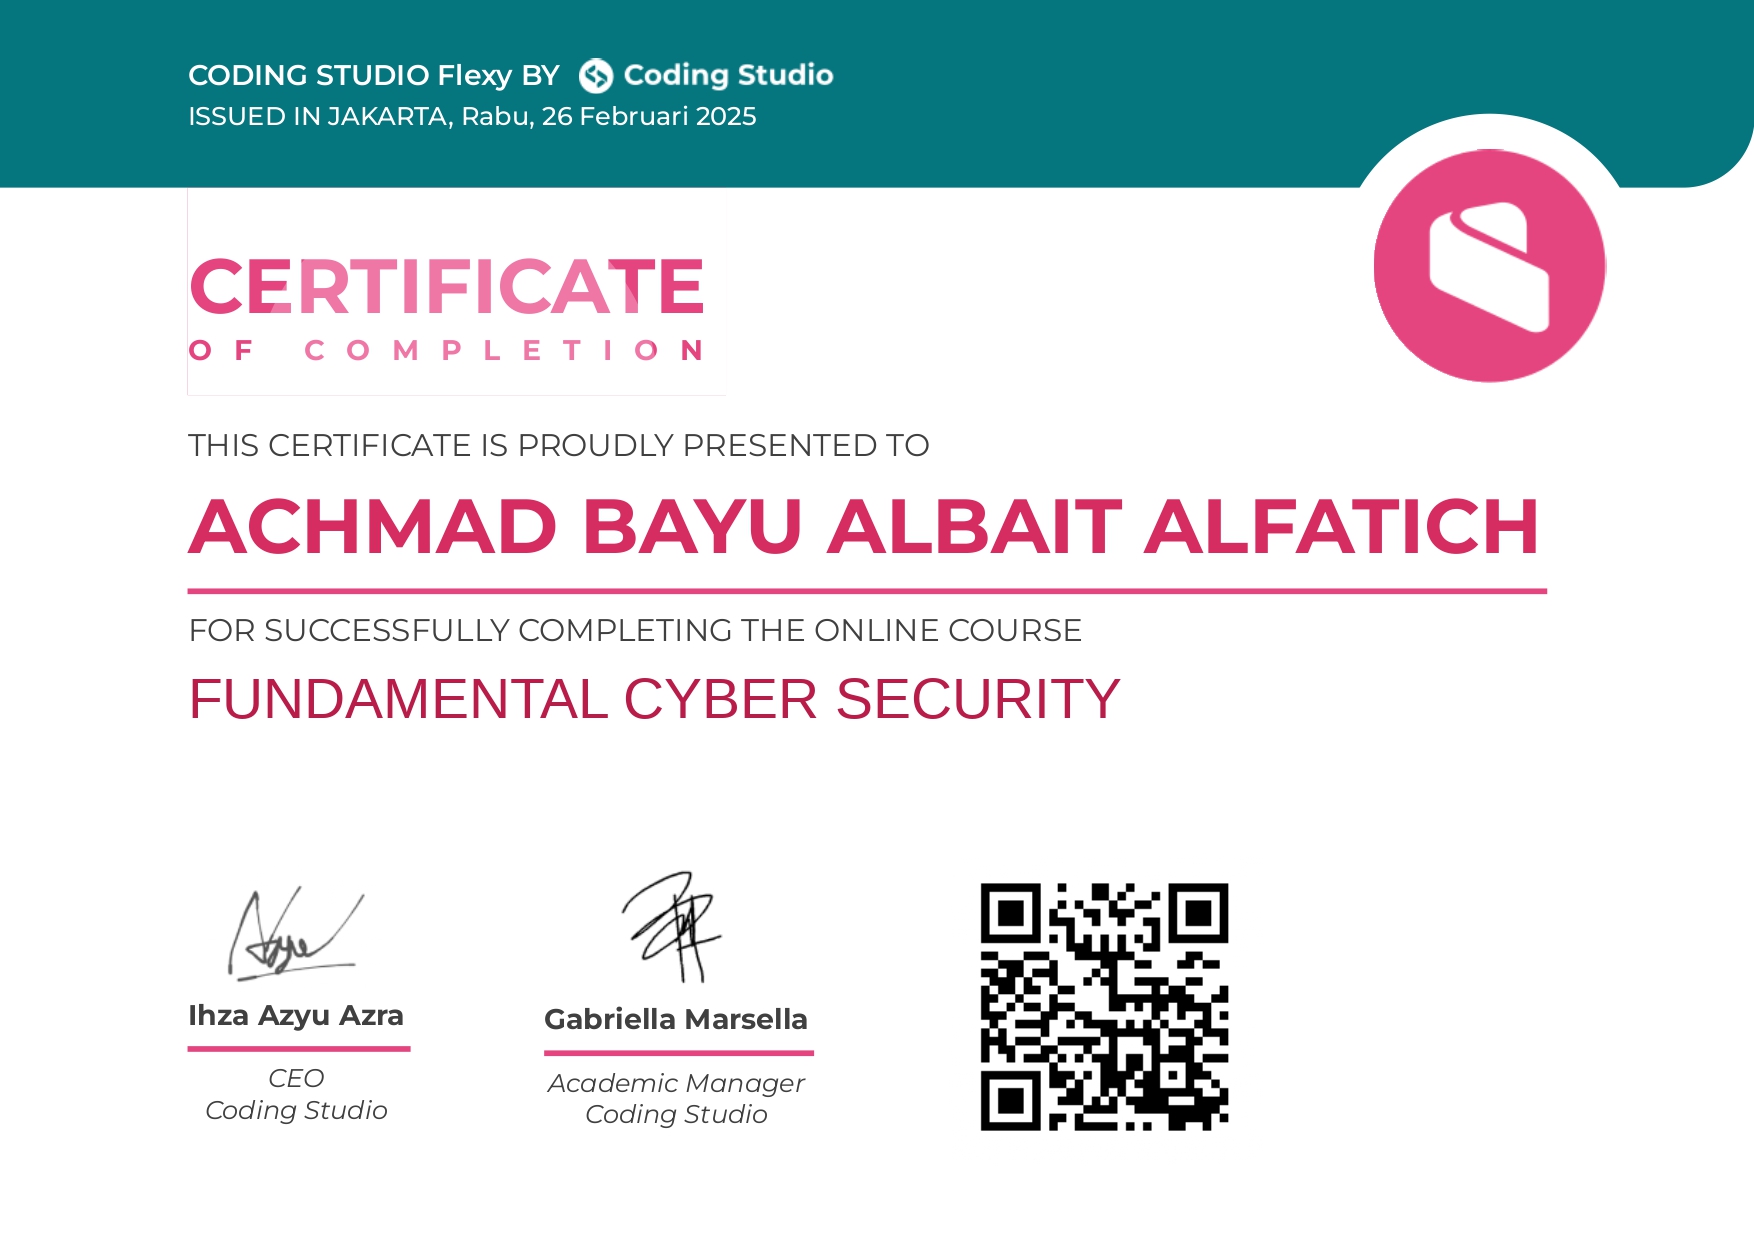 CODING STUDIO Flexy BY Coding Studio
ISSUED IN JAKARTA, Rabu, 26 Februari 2025
CERTIFICATE
OF COMPLETION
THIS CERTIFICATE IS PROUDLY PRESENTED TO
ACHMAD BAYU ALBAIT ALFATICH
FOR SUCCESSFULLY COMPLETING THE ONLINE COURSE
FUNDAMENTAL CYBER SECURITY
Ihza Azyu Azra
CEO
Coding Studio
Gabriella Marsella
Academic Manager
Coding Studio